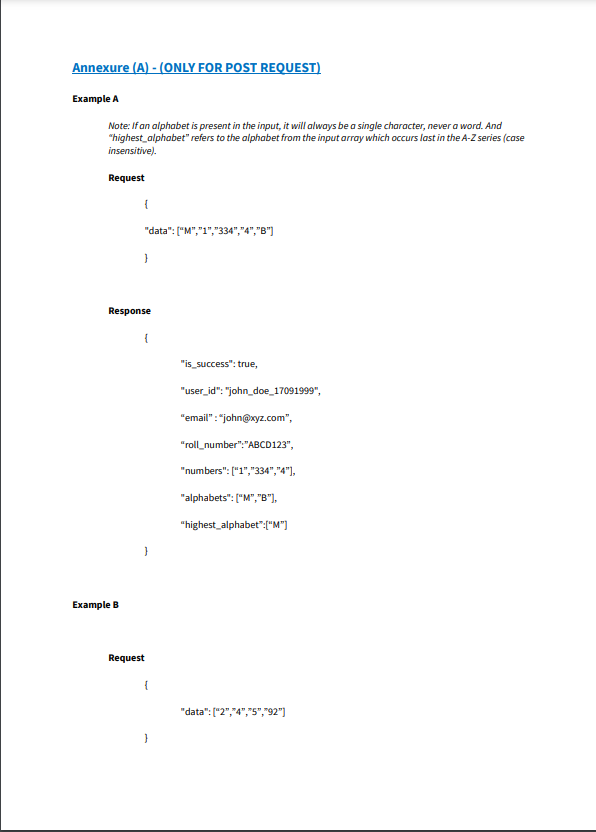 Annexure (A) - (ONLY FOR POST REQUEST)
Example A
Note: If an alphabet is present in the input, it will always be a single character, never a word. And
“highest_alphabet” refers to the alphabet from the input array which occurs last in the A-Z series (case
insensitive).
Request
{
"data": [“M”,”1”,”334”,”4”,”B”]
}
Response
{
"is_success": true,
"user_id": "john_doe_17091999",
“email” : “john@xyz.com”,
“roll_number”:”ABCD123”,
"numbers": [“1”,”334”,”4”],
"alphabets": [“M”,”B”],
“highest_alphabet”:[“M”]
}
Example B
Request
{
"data": [“2”,”4”,”5”,”92”]
}